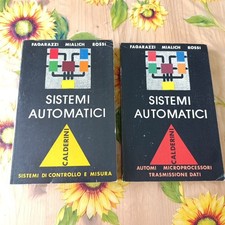 FAGARAZZI MIALICH ROSSI
SISTEMI
AUTOMATICI
CALDERINI
SISTEMI DI CONTROLLO E MISURA
FAGARAZZI MIALICH ROSSI
SISTEMI
AUTOMATICI
CALDERINI
AUTOMI MICROPROCESSORI
TRASMISSIONE DATI